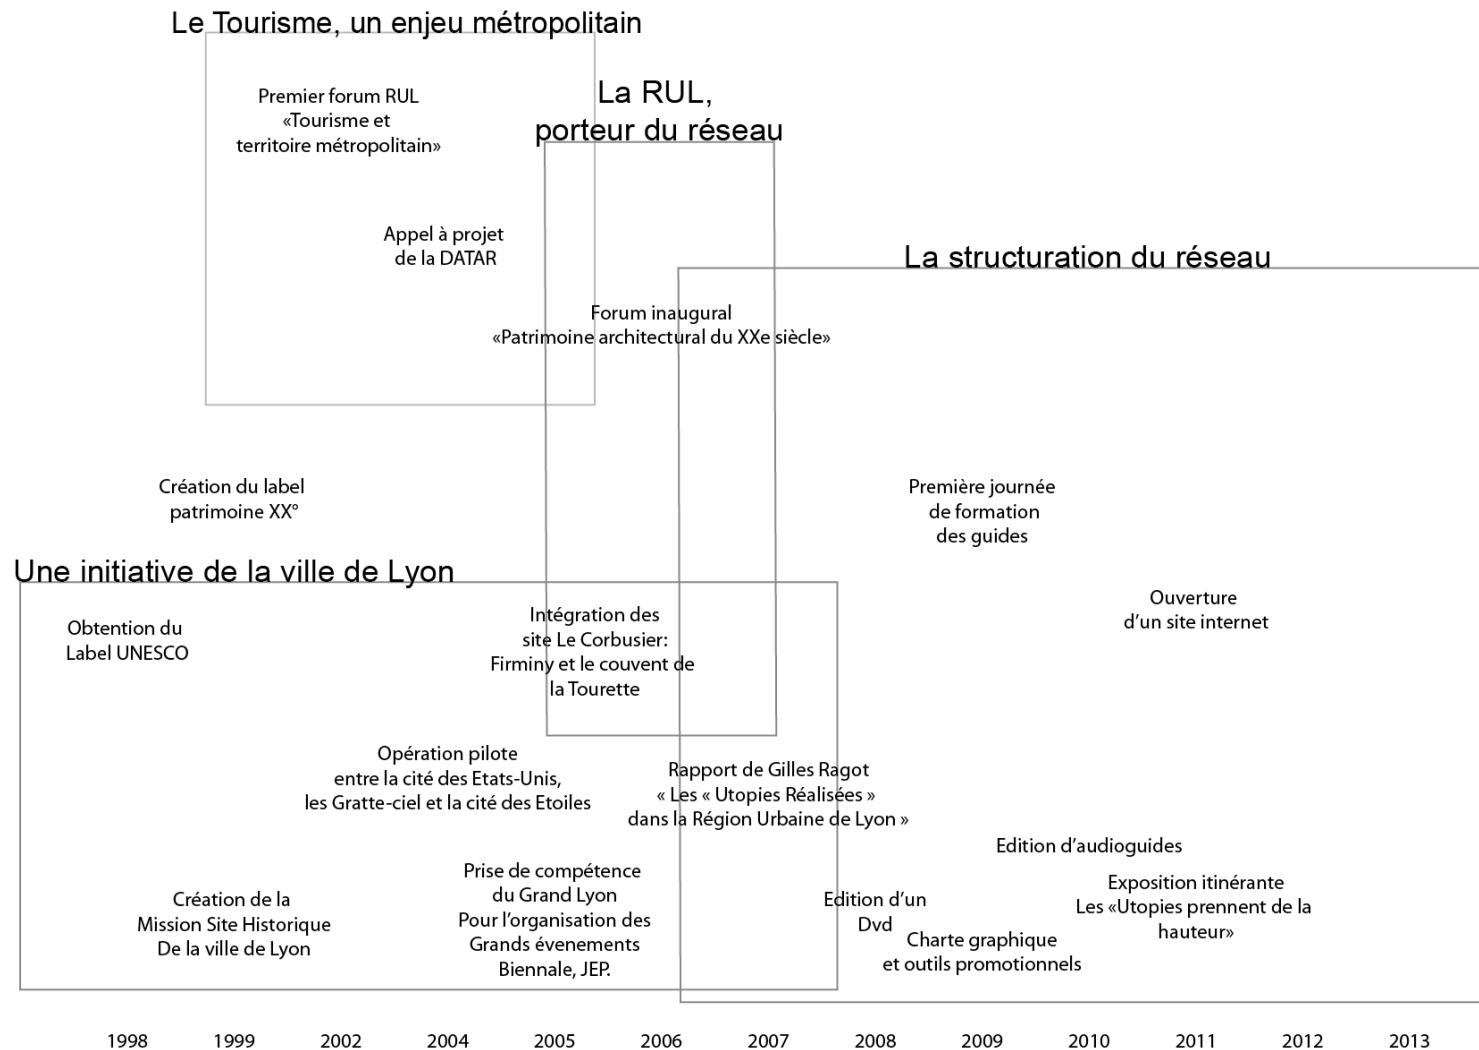 Le Tourisme, un enjeu métropolitain
Premier forum RUL
«Tourisme et
territoire métropolitain»
Appel à projet
de la DATAR
La RUL,
porteur du réseau
Forum inaugural
«Patrimoine architectural du XXe siècle»
La structuration du réseau
Création du label
patrimoine XX°
Première journée
de formation
des guides
Une initiative de la ville de Lyon
Obtention du
Label UNESCO
Intégration des
site Le Corbusier:
Firminy et le couvent de
la Tourette
Ouverture
d'un site internet
Opération pilote
entre la cité des Etats-Unis,
les Gratte-ciel et la cité des Etoiles
Rapport de Gilles Ragot
« Les « Utopies Réalisées »
dans la Région Urbaine de Lyon »
Création de la
Mission Site Historique
De la ville de Lyon
Prise de compétence
du Grand Lyon
Pour l'organisation des
Grands évenements
Biennale, JEP.
Edition d'un
Dvd
Charte graphique
et outils promotionnels
Edition d'audioguides
Exposition itinérante
Les «Utopies prennent de la
hauteur»
1998 1999 2002 2004 2005 2006 2007 2008 2009 2010 2011 2012 2013